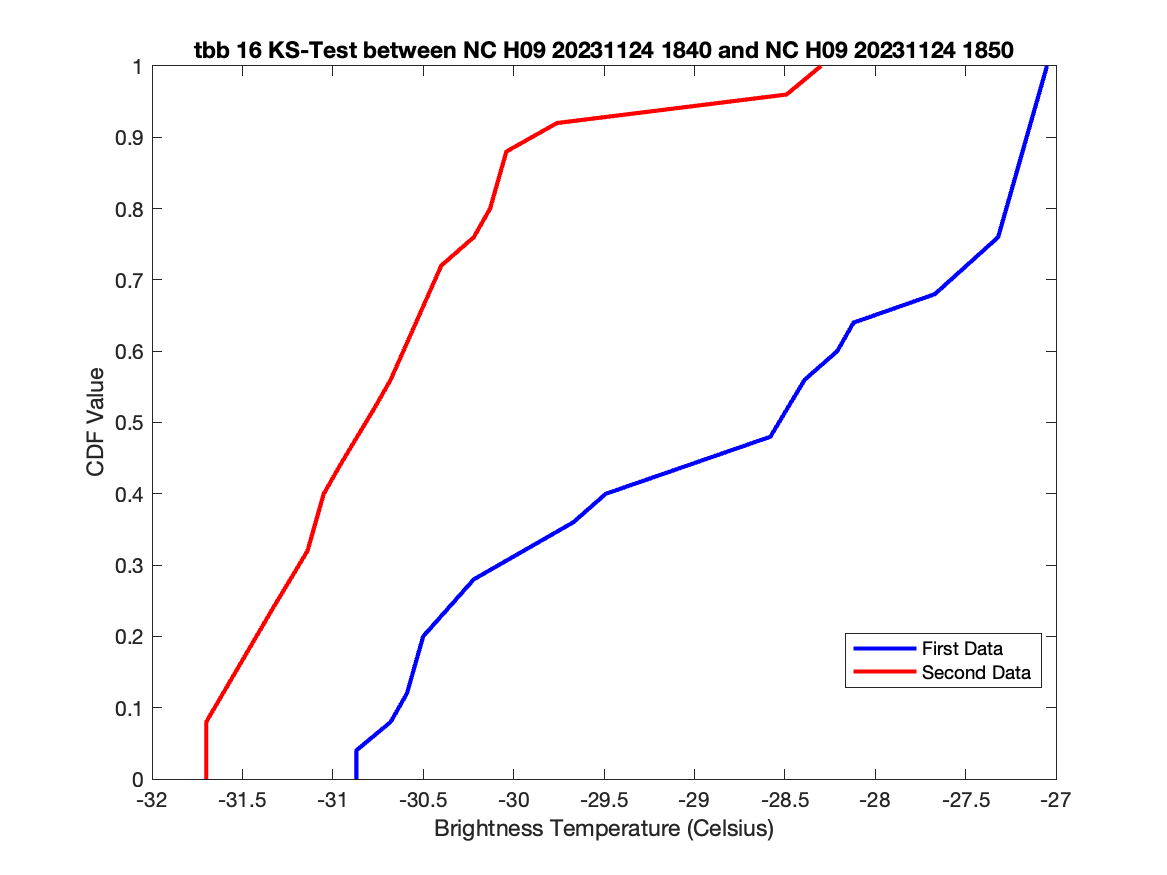 tbb 16 KS-Test between NC H09 20231124 1840 and NC H09 20231124 1850
1
0.9
0.8
0.7
0.6
0.5
0.4
0.3
0.2
0.1
0
CDF Value
First Data
Second Data
-32 -31.5 -31 -30.5 -30 -29.5 -29 -28.5 -28 -27.5 -27
Brightness Temperature (Celsius)